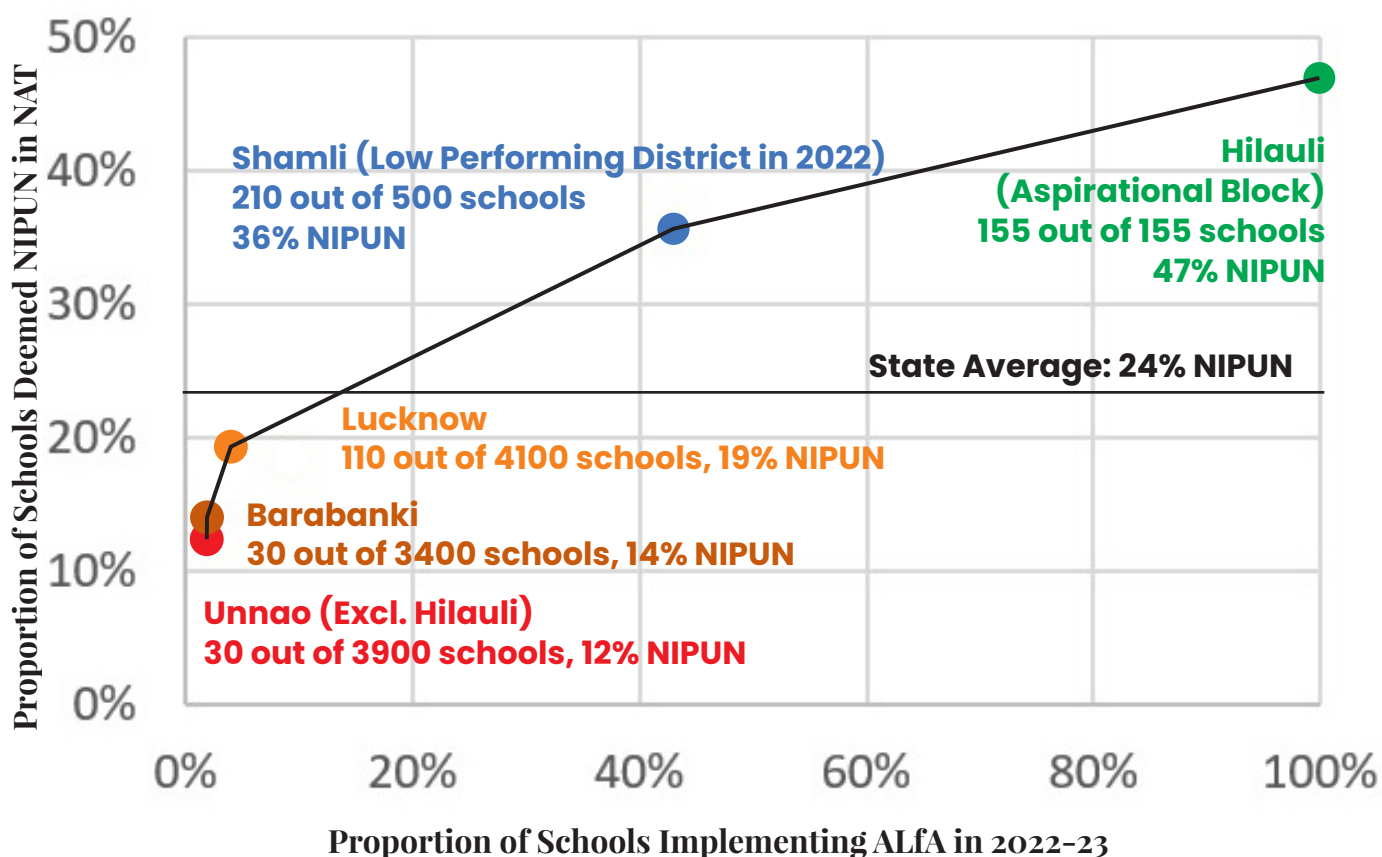 Proportion of Schools Deemed NIPUN in NAT
50%
40%
30%
20%
10%
0%
Shamli (Low Performing District in 2022)
210 out of 500 schools
36% NIPUN
Hilauli
(Aspirational Block)
155 out of 155 schools
47% NIPUN
State Average: 24% NIPUN
Lucknow
110 out of 4100 schools, 19% NIPUN
Barabanki
30 out of 3400 schools, 14% NIPUN
Unnao (Excl. Hilauli)
30 out of 3900 schools, 12% NIPUN
0% 20% 40% 60% 80% 100%
Proportion of Schools Implementing ALfA in 2022-23